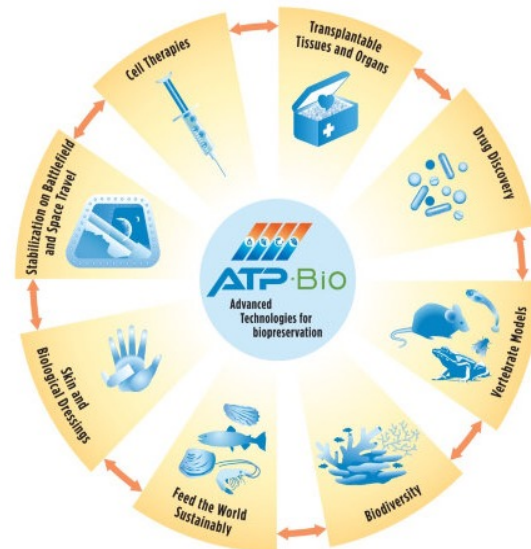 Cell Therapies
Transplantable
Tissues and Organs
Drug Discovery
Vertebrate Models
Biodiversity
Feed the World
Sustainably
Skin and
Biological Dressings
Stabilization on Battlefield
and Space Travel
ATP·Bio
Advanced
Technologies for
biopreservation